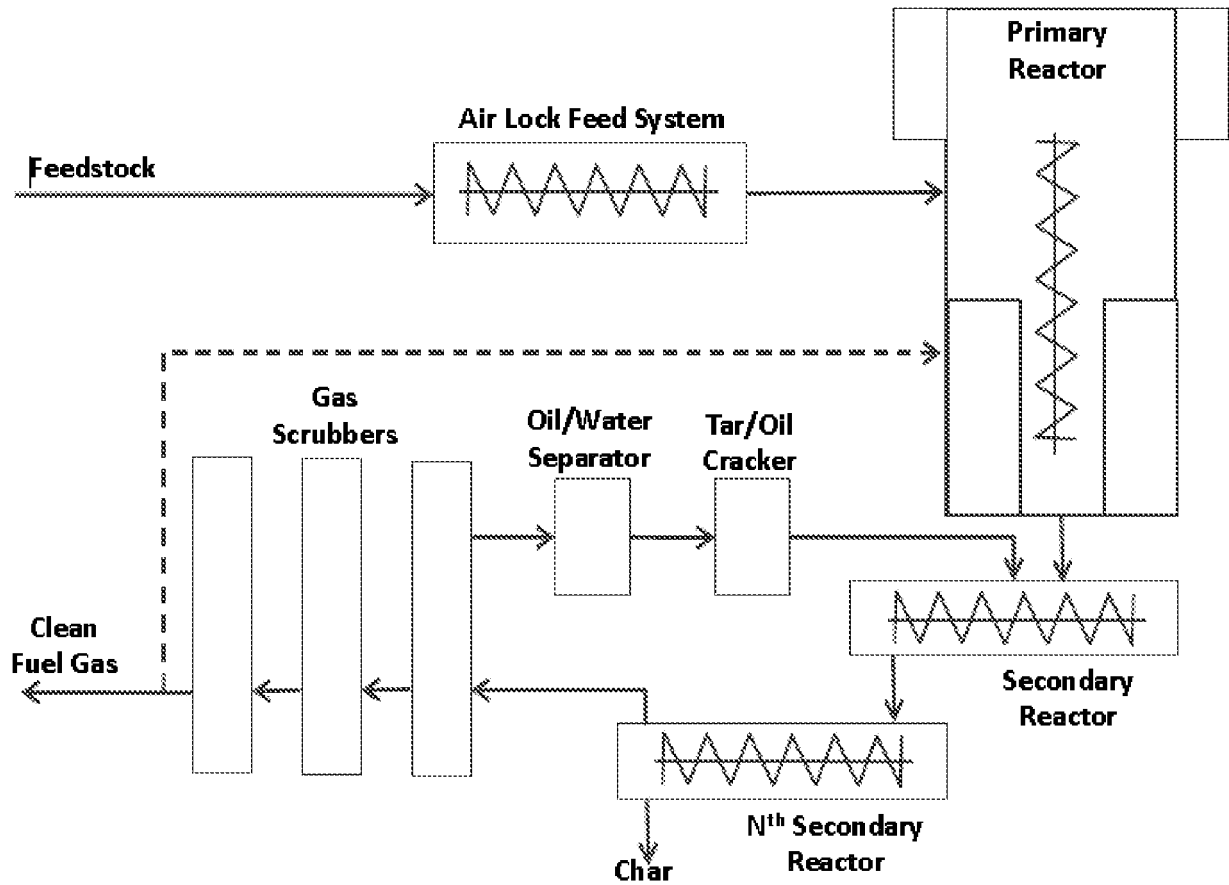 Primary
Reactor
Air Lock Feed System
Feedstock
Gas
Scrubbers
Oil/Water
Separator
Tar/Oil
Cracker
Clean
Fuel Gas
Secondary
Reactor
Nth Secondary
Reactor
Char